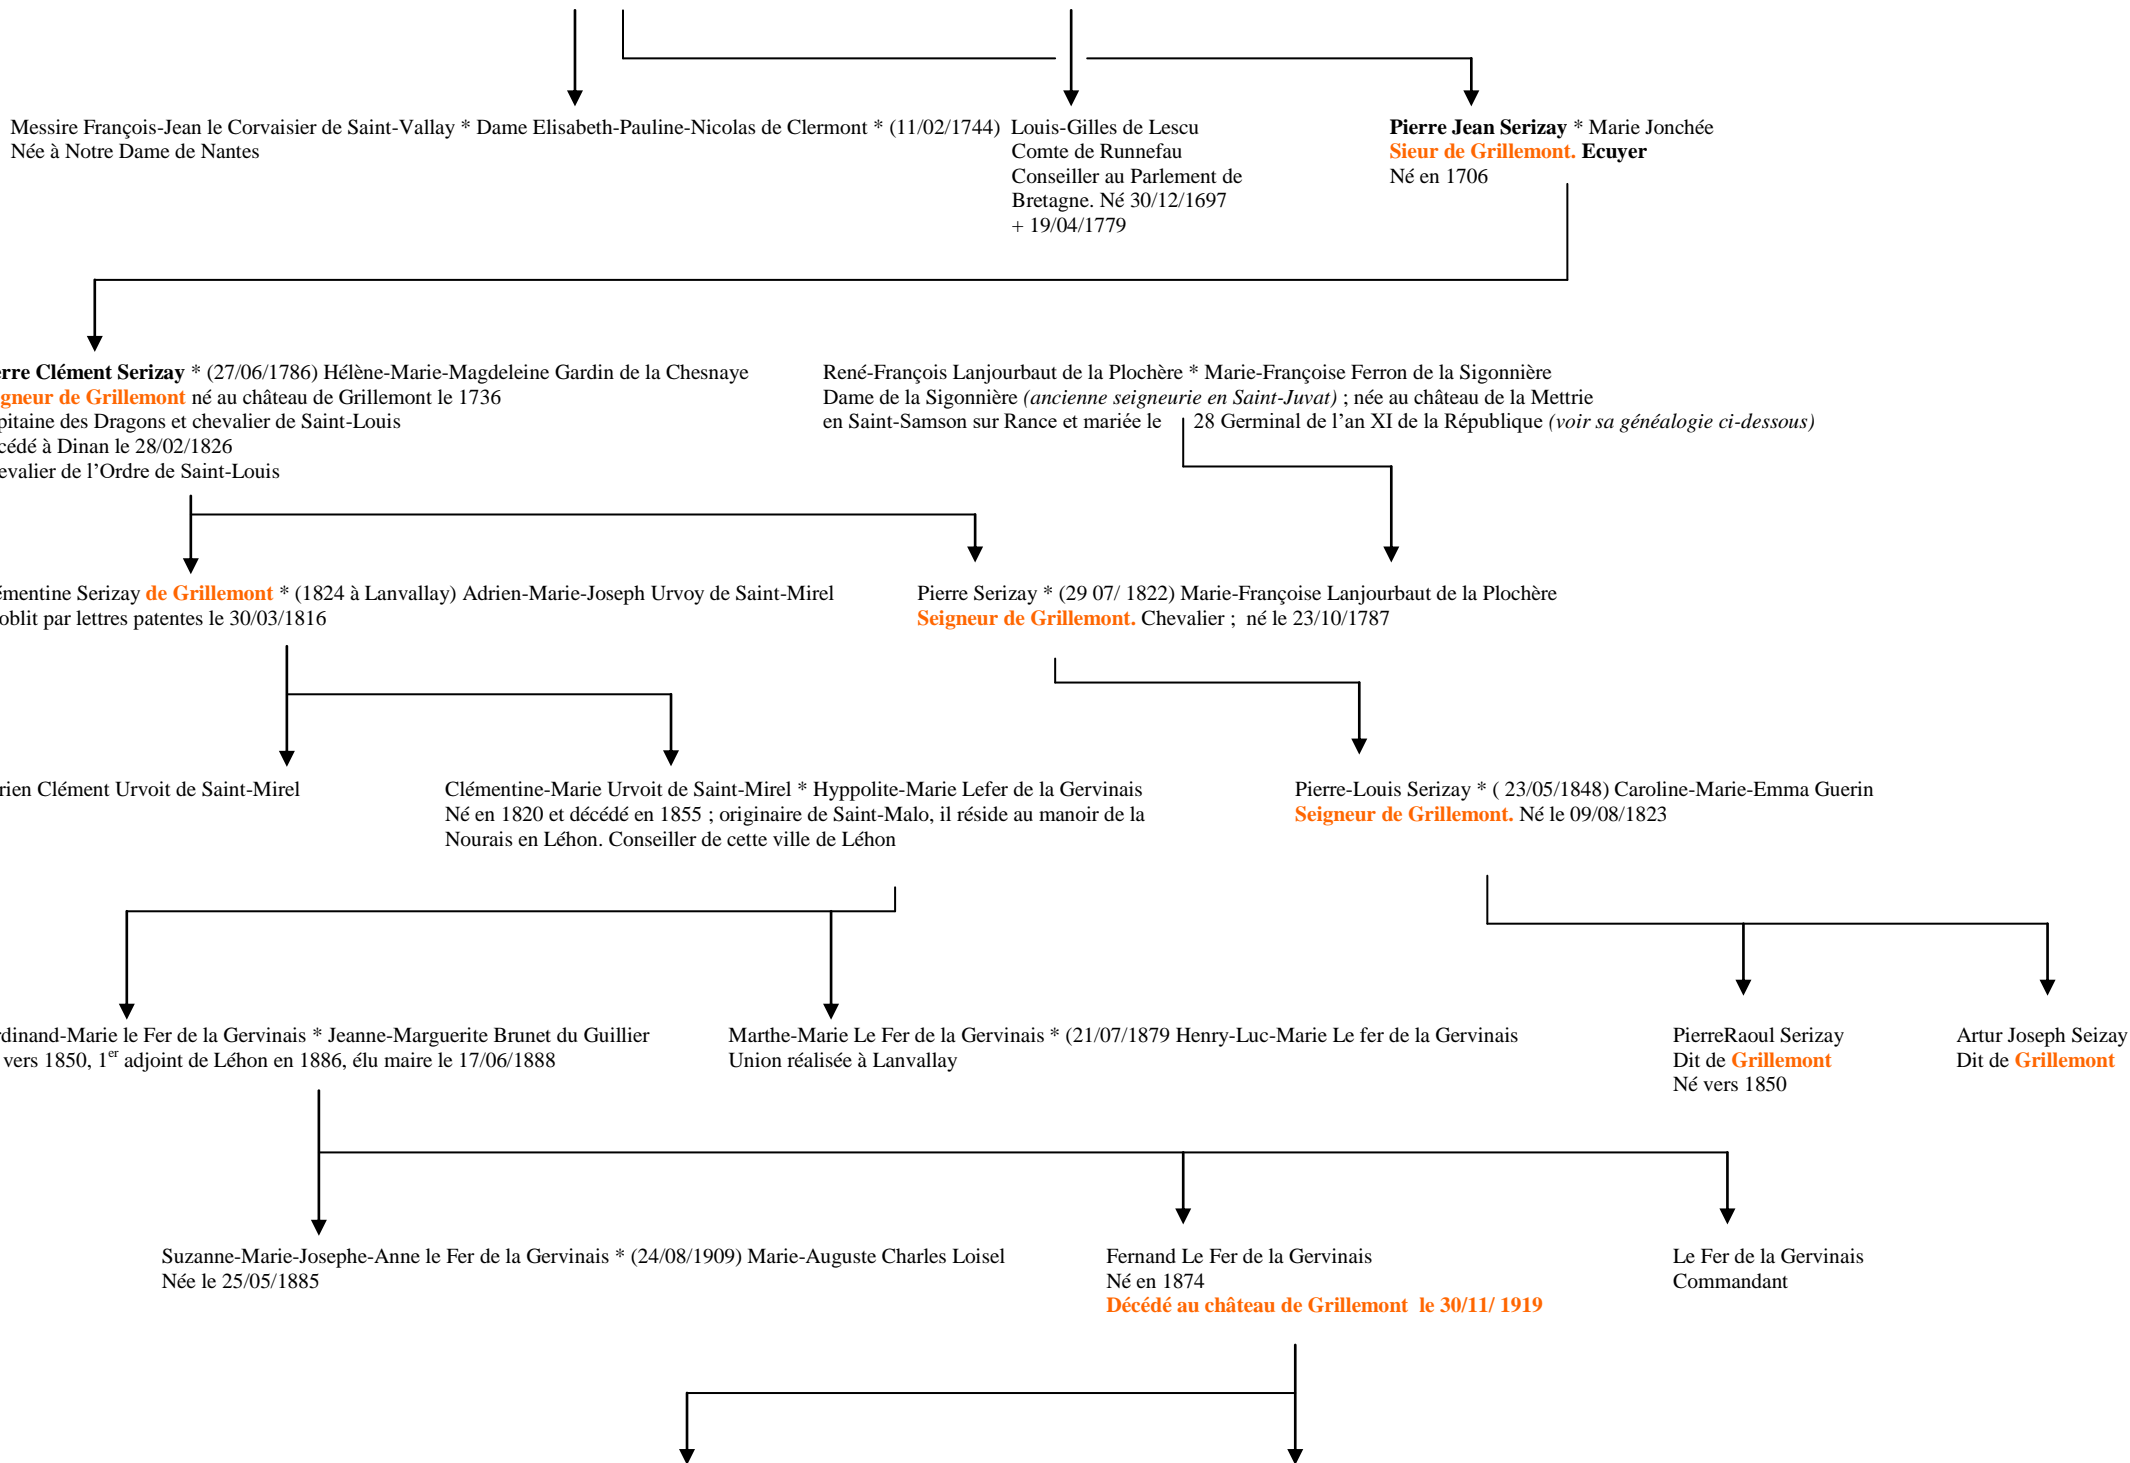 Messire François-Jean le Corvaisier de Saint-Vallay * Dame Elisabeth-Pauline-Nicolas de Clermont * (11/02/1744) Louis-Gilles de Lescu
Née à Notre Dame de Nantes
Comte de Runnefau
Conseiller au Parlement de
Bretagne. Né 30/12/1697
+ 19/04/1779
Pierre Jean Serizay * Marie Jonchée
Sieur de Grillemont. Ecuyer
Né en 1706
erre Clément Serizay * (27/06/1786) Hélène-Marie-Magdeleine Gardin de la Chesnaye
igneur de Grillemont né au château de Grillemont le 1736
pitaine des Dragons et chevalier de Saint-Louis
cédé à Dinan le 28/02/1826
evalier de l'Ordre de Saint-Louis
René-François Lanjourbaut de la Plochère * Marie-Françoise Ferron de la Sigonnière
Dame de la Sigonnière (ancienne seigneurie en Saint-Juvat) ; née au château de la Mettrie
en Saint-Samson sur Rance et mariée le 28 Germinal de l'an XI de la République (voir sa généalogie ci-dessous)
émentine Serizay de Grillemont * (1824 à Lanvallay) Adrien-Marie-Joseph Urvoy de Saint-Mirel
oblit par lettres patentes le 30/03/1816
Pierre Serizay * (29 07/ 1822) Marie-Françoise Lanjourbaut de la Plochère
Seigneur de Grillemont. Chevalier ; né le 23/10/1787
rien Clément Urvoit de Saint-Mirel
Clémentine-Marie Urvoit de Saint-Mirel * Hyppolite-Marie Lefer de la Gervinais
Né en 1820 et décédé en 1855 ; originaire de Saint-Malo, il réside au manoir de la
Nourais en Léhon. Conseiller de cette ville de Léhon
Pierre-Louis Serizay * ( 23/05/1848) Caroline-Marie-Emma Guerin
Seigneur de Grillemont. Né le 09/08/1823
rdinand-Marie le Fer de la Gervinais * Jeanne-Marguerite Brunet du Guillier
vers 1850, 1er adjoint de Léhon en 1886, élu maire le 17/06/1888
Marthe-Marie Le Fer de la Gervinais * (21/07/1879 Henry-Luc-Marie Le fer de la Gervinais
Union réalisée à Lanvallay
PierreRaoul Serizay
Dit de Grillemont
Né vers 1850
Artur Joseph Seizay
Dit de Grillemont
Suzanne-Marie-Josephe-Anne le Fer de la Gervinais * (24/08/1909) Marie-Auguste Charles Loisel
Née le 25/05/1885
Fernand Le Fer de la Gervinais
Né en 1874
Décédé au château de Grillemont le 30/11/ 1919
Le Fer de la Gervinais
Commandant